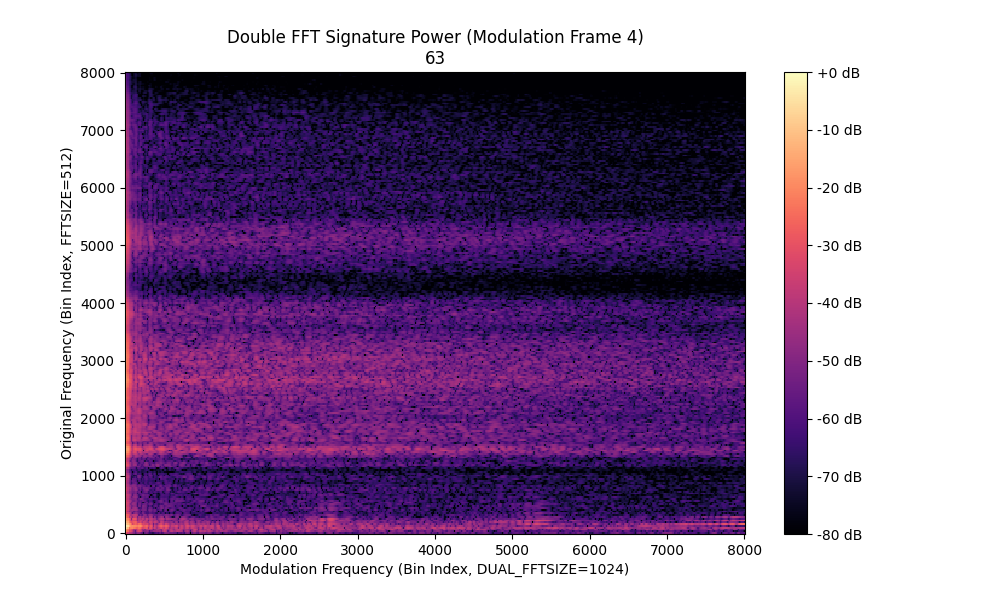 Double FFT Signature Power (Modulation Frame 4)
63
8000
7000
6000
5000
4000
3000
2000
1000
0
Original Frequency (Bin Index, FFTSIZE=512)
0 1000 2000 3000 4000 5000 6000 7000 8000
Modulation Frequency (Bin Index, DUAL_FFTSIZE=1024)
+0 dB
-10 dB
-20 dB
-30 dB
-40 dB
-50 dB
-60 dB
-70 dB
-80 dB